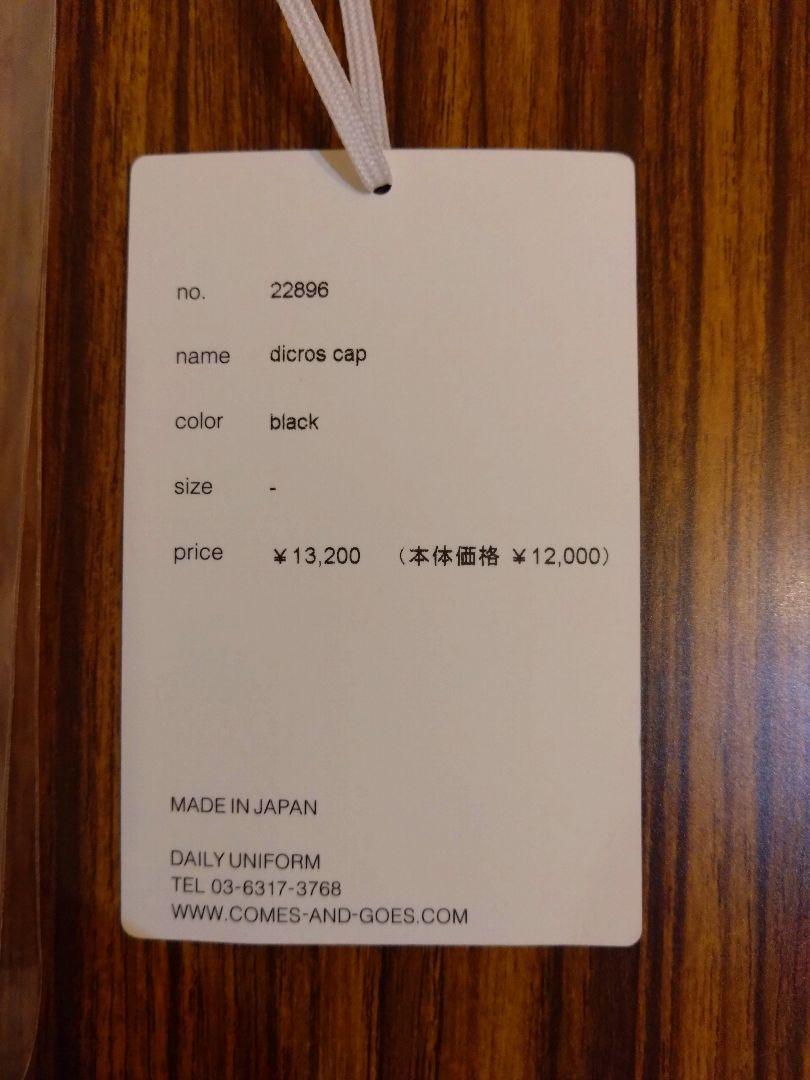 no. 22896
name dicros cap
color black
size -
price ￥13,200 （本体価格 ￥12,000）
MADE IN JAPAN
DAILY UNIFORM
TEL 03-6317-3768
WWW.COMES-AND-GOES.COM